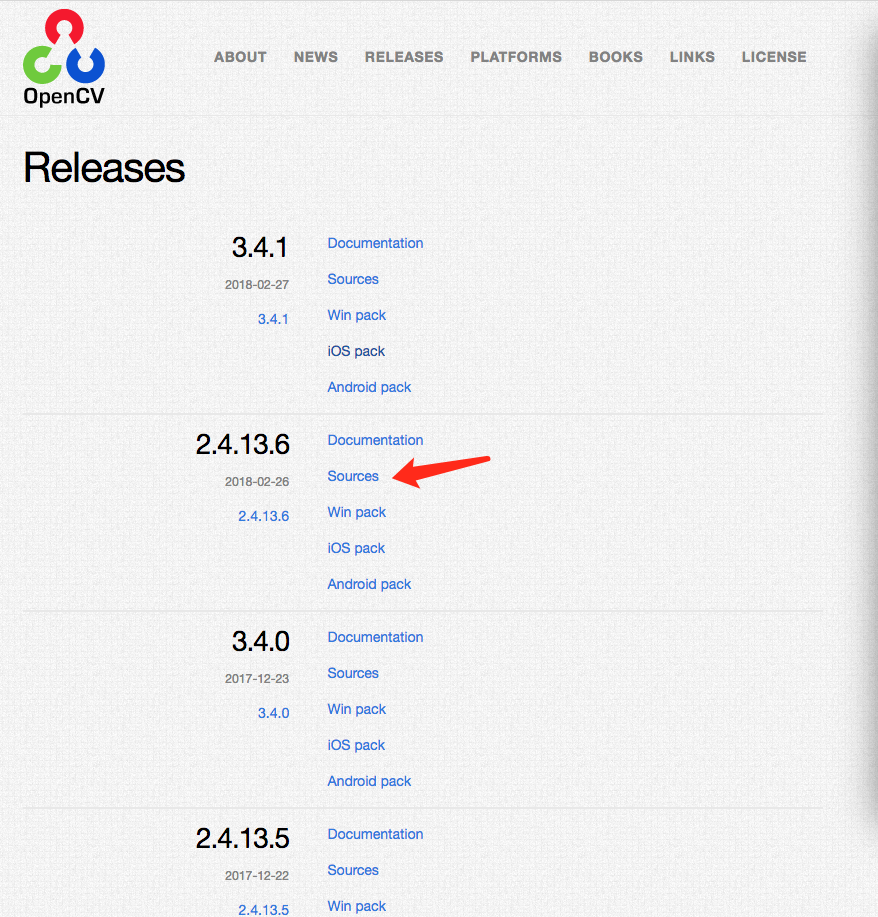 OpenCV
ABOUT NEWS RELEASES PLATFORMS BOOKS LINKS LICENSE
Releases
3.4.1
2018-02-27
3.4.1
Documentation
Sources
Win pack
iOS pack
Android pack
2.4.13.6
2018-02-26
2.4.13.6
Documentation
Sources
Win pack
iOS pack
Android pack
3.4.0
2017-12-23
3.4.0
Documentation
Sources
Win pack
iOS pack
Android pack
2.4.13.5
2017-12-22
2.4.13.5
Documentation
Sources
Win pack